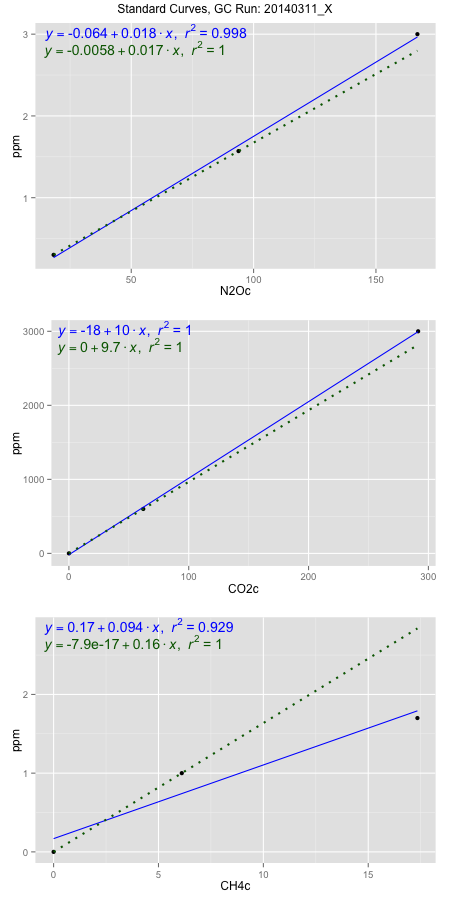 Standard Curves, GC Run: 20140311_X
y = -0.064 + 0.018 · x,  r² = 0.998
y = -0.0058 + 0.017 · x,  r² = 1
3
2
1
ppm
50 100 150
N2Oc
y = -18 + 10 · x,  r² = 1
y = 0 + 9.7 · x,  r² = 1
3000
2000
1000
0
ppm
0 100 200 300
CO2c
y = 0.17 + 0.094 · x,  r² = 0.929
y = -7.9e-17 + 0.16 · x,  r² = 1
2
1
0
ppm
0 5 10 15
CH4c